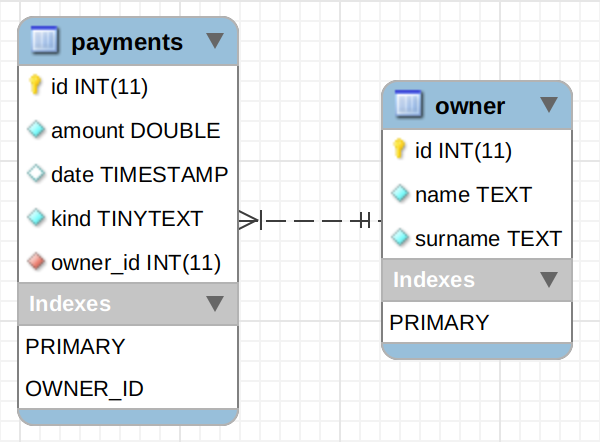 payments
id INT(11)
amount DOUBLE
date TIMESTAMP
kind TINYTEXT
owner_id INT(11)
Indexes
PRIMARY
OWNER_ID
owner
id INT(11)
name TEXT
surname TEXT
Indexes
PRIMARY